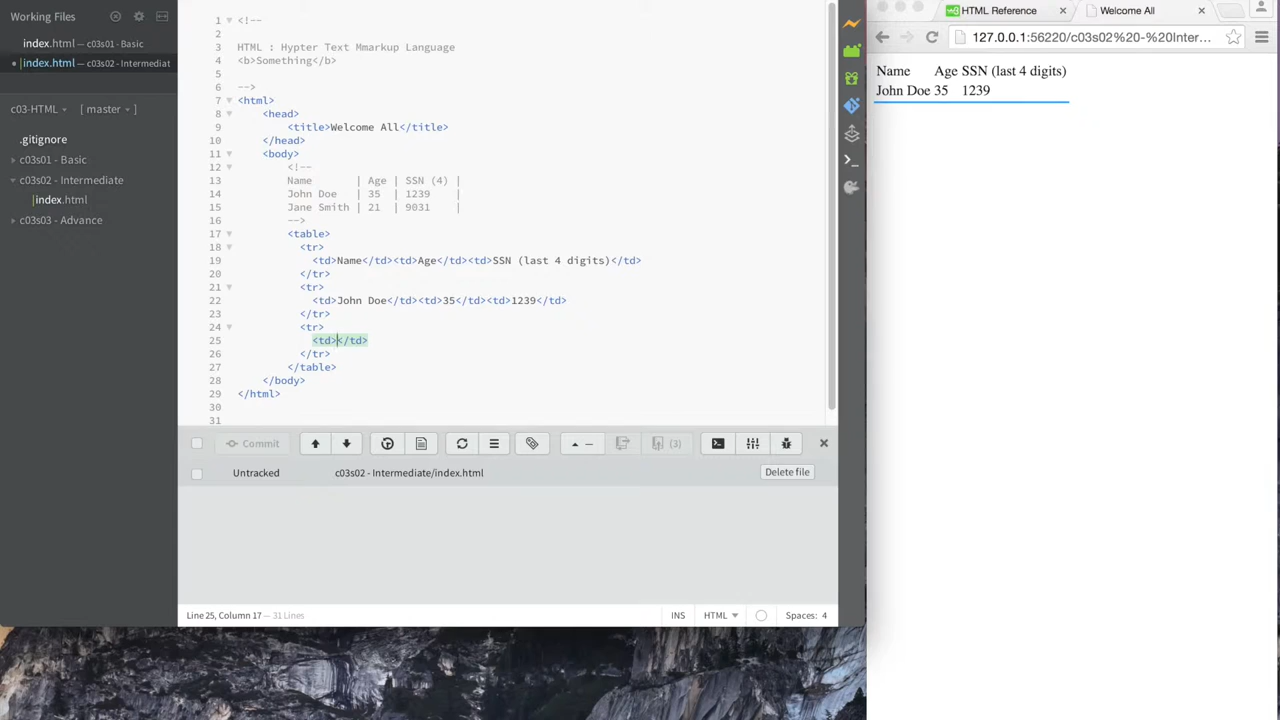 Working Files
index.html — c03s01 - Basic
• index.html — c03s02 - Intermediat
c03-HTML [ master ]
.gitignore
c03s01 - Basic
c03s02 - Intermediate
index.html
c03s03 - Advance
1 <!--
2
3 HTML : Hypter Text Mmarkup Language
4 <b>Something</b>
5
6 -->
7 <html>
8 <head>
9 <title>Welcome All</title>
10 </head>
11 <body>
12 <!--
13 Name | Age | SSN (4) |
14 John Doe | 35 | 1239 |
15 Jane Smith | 21 | 9031 |
16 -->
17 <table>
18 <tr>
19 <td>Name</td><td>Age</td><td>SSN (last 4 digits)</td>
20 </tr>
21 <tr>
22 <td>John Doe</td><td>35</td><td>1239</td>
23 </tr>
24 <tr>
25 <td></td>
26 </tr>
27 </table>
28 </body>
29 </html>
30
31
Commit (3)
Untracked c03s02 - Intermediate/index.html Delete file
Line 25, Column 17 — 31 Lines INS HTML Spaces: 4
HTML Reference × Welcome All ×
127.0.0.1:56220/c03s02%20-%20Inter...
Name Age SSN (last 4 digits)
John Doe 35 1239